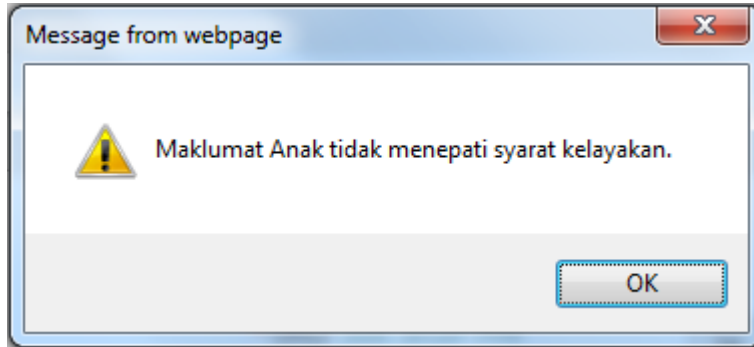 Message from webpage
X
Maklumat Anak tidak menepati syarat kelayakan.
OK